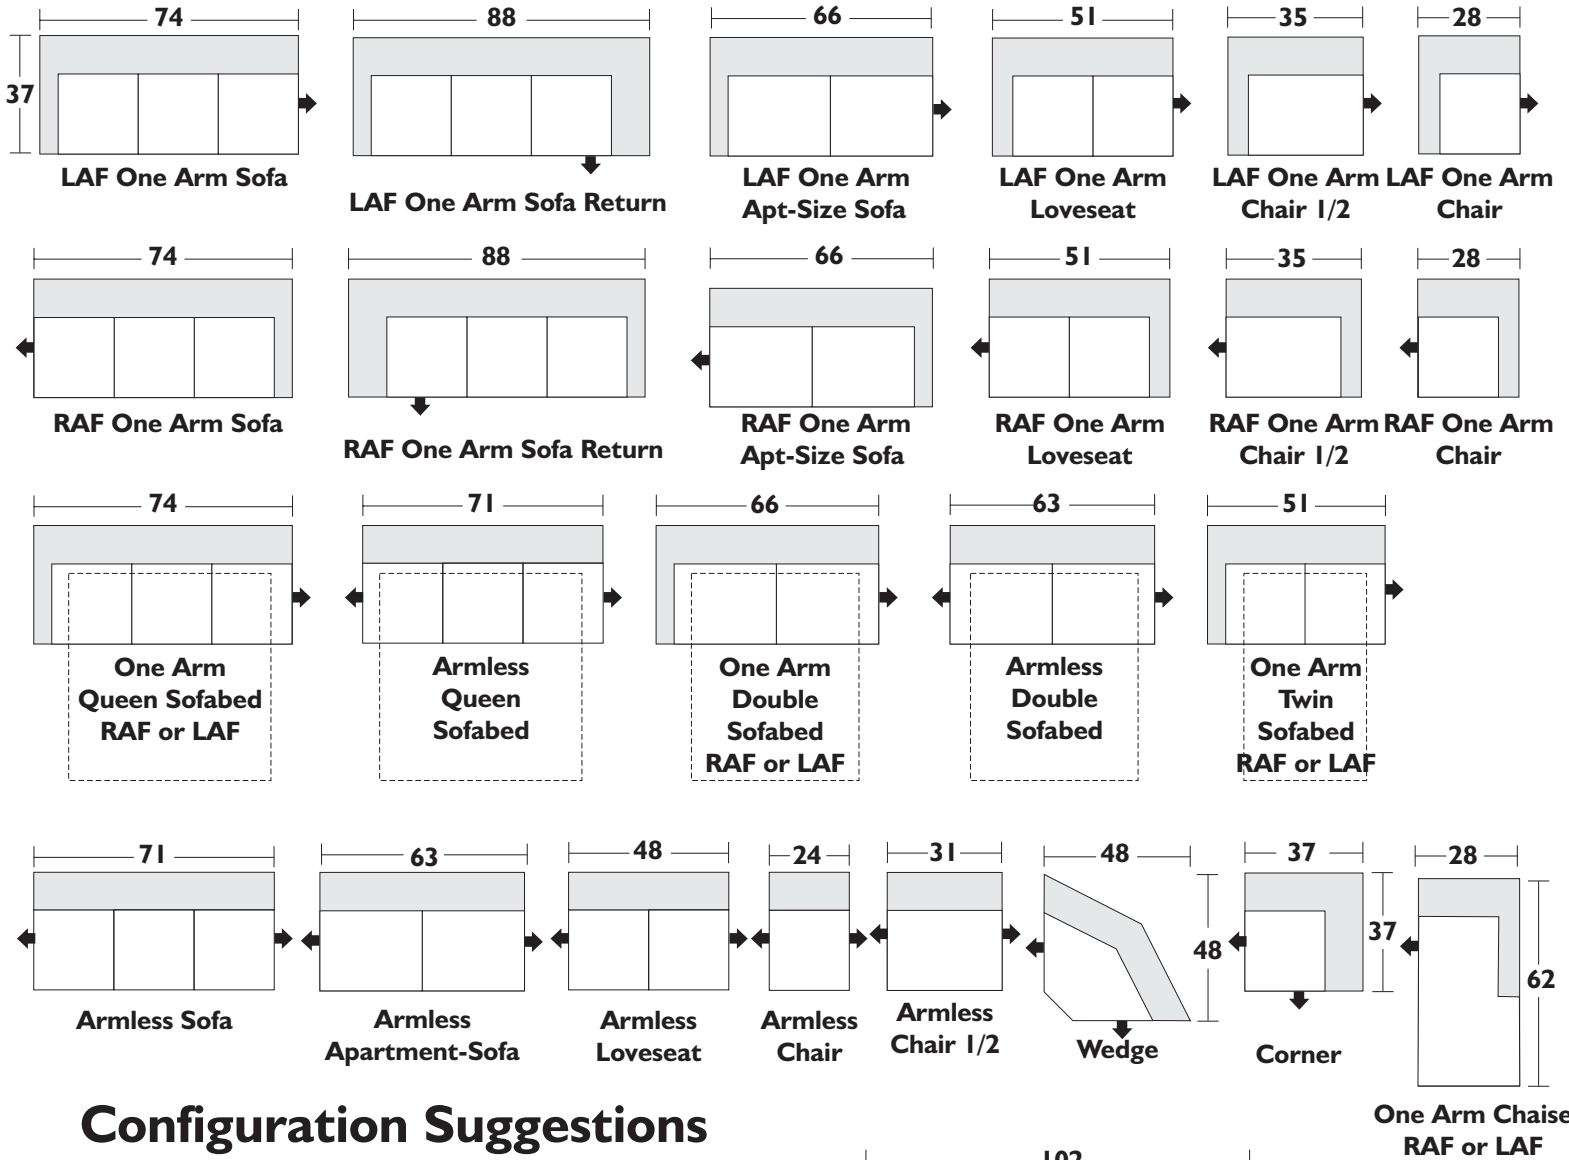 74 88 66 51 35 28
37
LAF One Arm Sofa
LAF One Arm Sofa Return
LAF One Arm
Apt-Size Sofa
LAF One Arm
Loveseat
LAF One Arm
Chair 1/2
LAF One Arm
Chair
74 88 66 51 35 28
RAF One Arm Sofa
RAF One Arm Sofa Return
RAF One Arm
Apt-Size Sofa
RAF One Arm
Loveseat
RAF One Arm
Chair 1/2
RAF One Arm
Chair
74 71 66 63 51
One Arm
Queen Sofabed
RAF or LAF
Armless
Queen
Sofabed
One Arm
Double
Sofabed
RAF or LAF
Armless
Double
Sofabed
One Arm
Twin
Sofabed
RAF or LAF
71 63 48 24 31 48 37 28
48
37
62
Armless Sofa
Armless
Apartment-Sofa
Armless
Loveseat
Armless
Chair
Armless
Chair 1/2
Wedge
Corner
One Arm Chaise
RAF or LAF
Configuration Suggestions
102